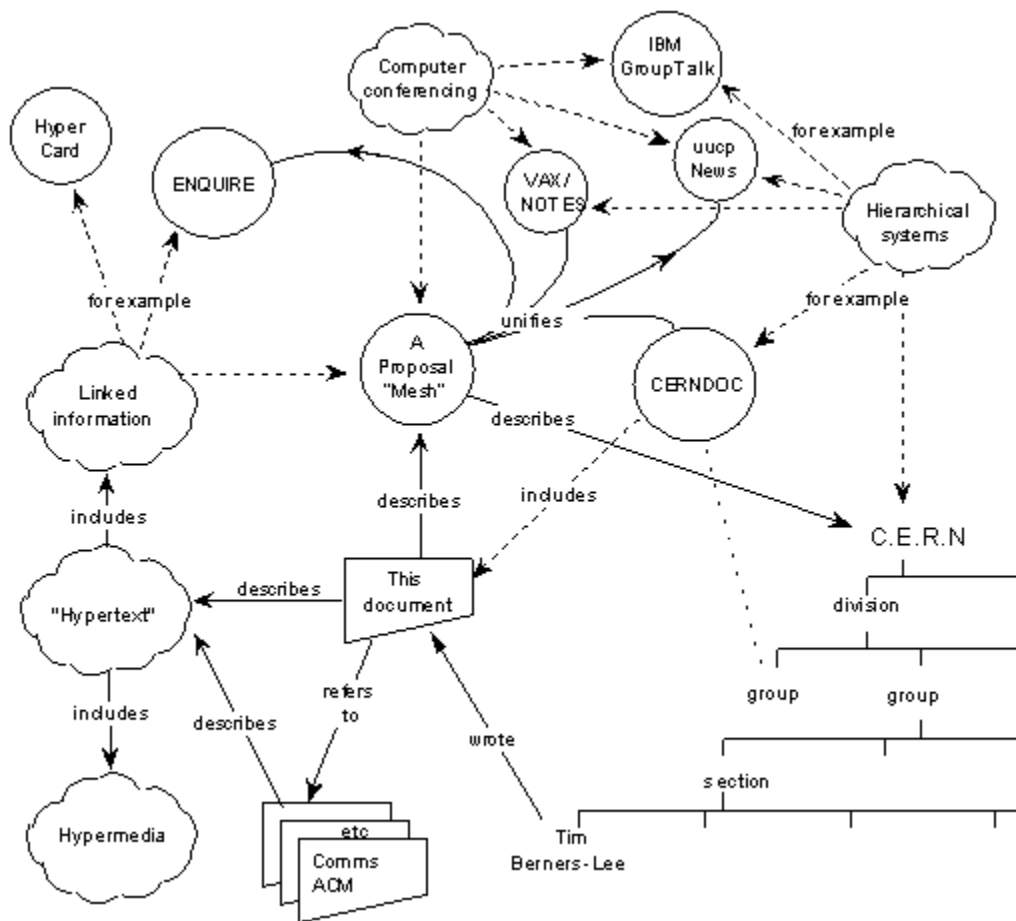 IBM
GroupTalk
Computer
conferencing
Hyper
Card
for example
uucp
News
ENQUIRE
VAX/
NOTES
Hierarchical
systems
for example
for example
unifies
A
Proposal
"Mesh"
CERNDOC
Linked
information
describes
includes
describes
includes
C.E.R.N
This
document
describes
"Hypertext"
division
refers
to
group
group
includes
describes
wrote
section
Hypermedia
etc
Comms
ACM
Tim
Berners-Lee